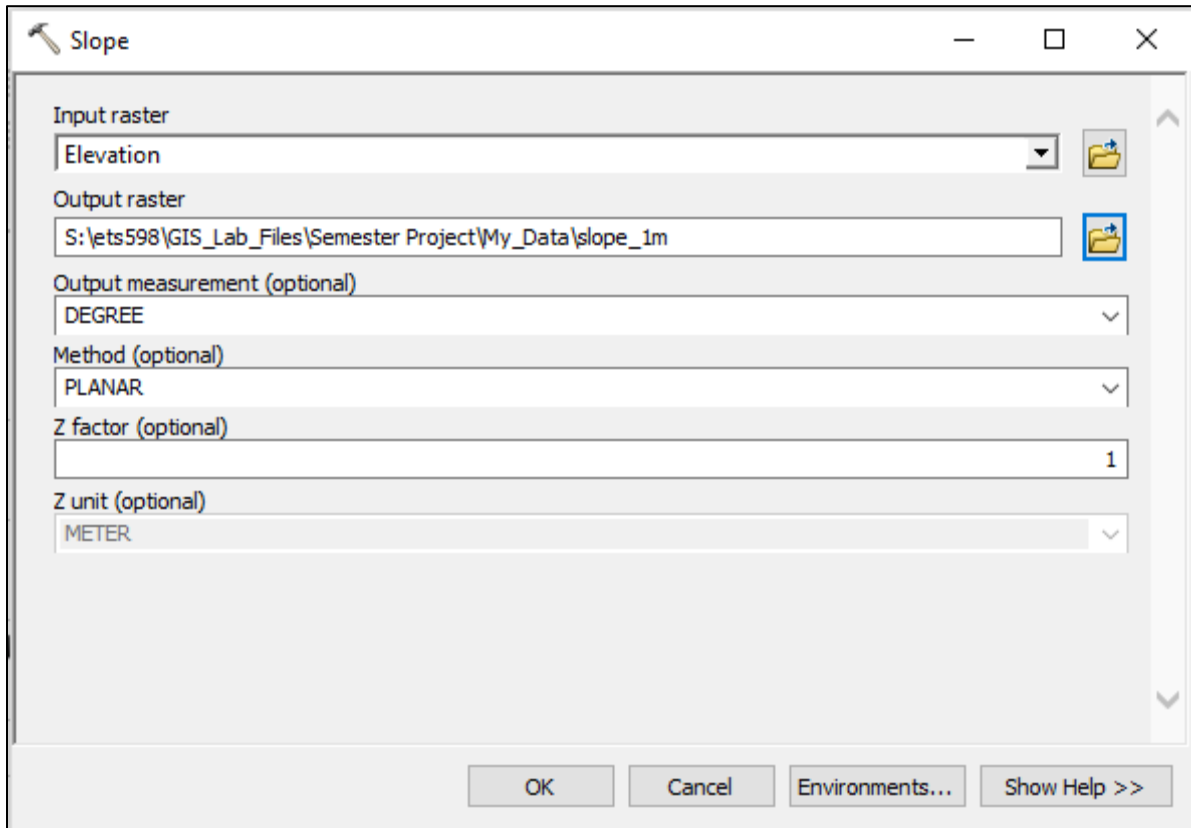 Slope
Input raster
Elevation
Output raster
S:\ets598\GIS_Lab_Files\Semester Project\My_Data\slope_1m
Output measurement (optional)
DEGREE
Method (optional)
PLANAR
Z factor (optional)
1
Z unit (optional)
METER
OK Cancel Environments... Show Help >>